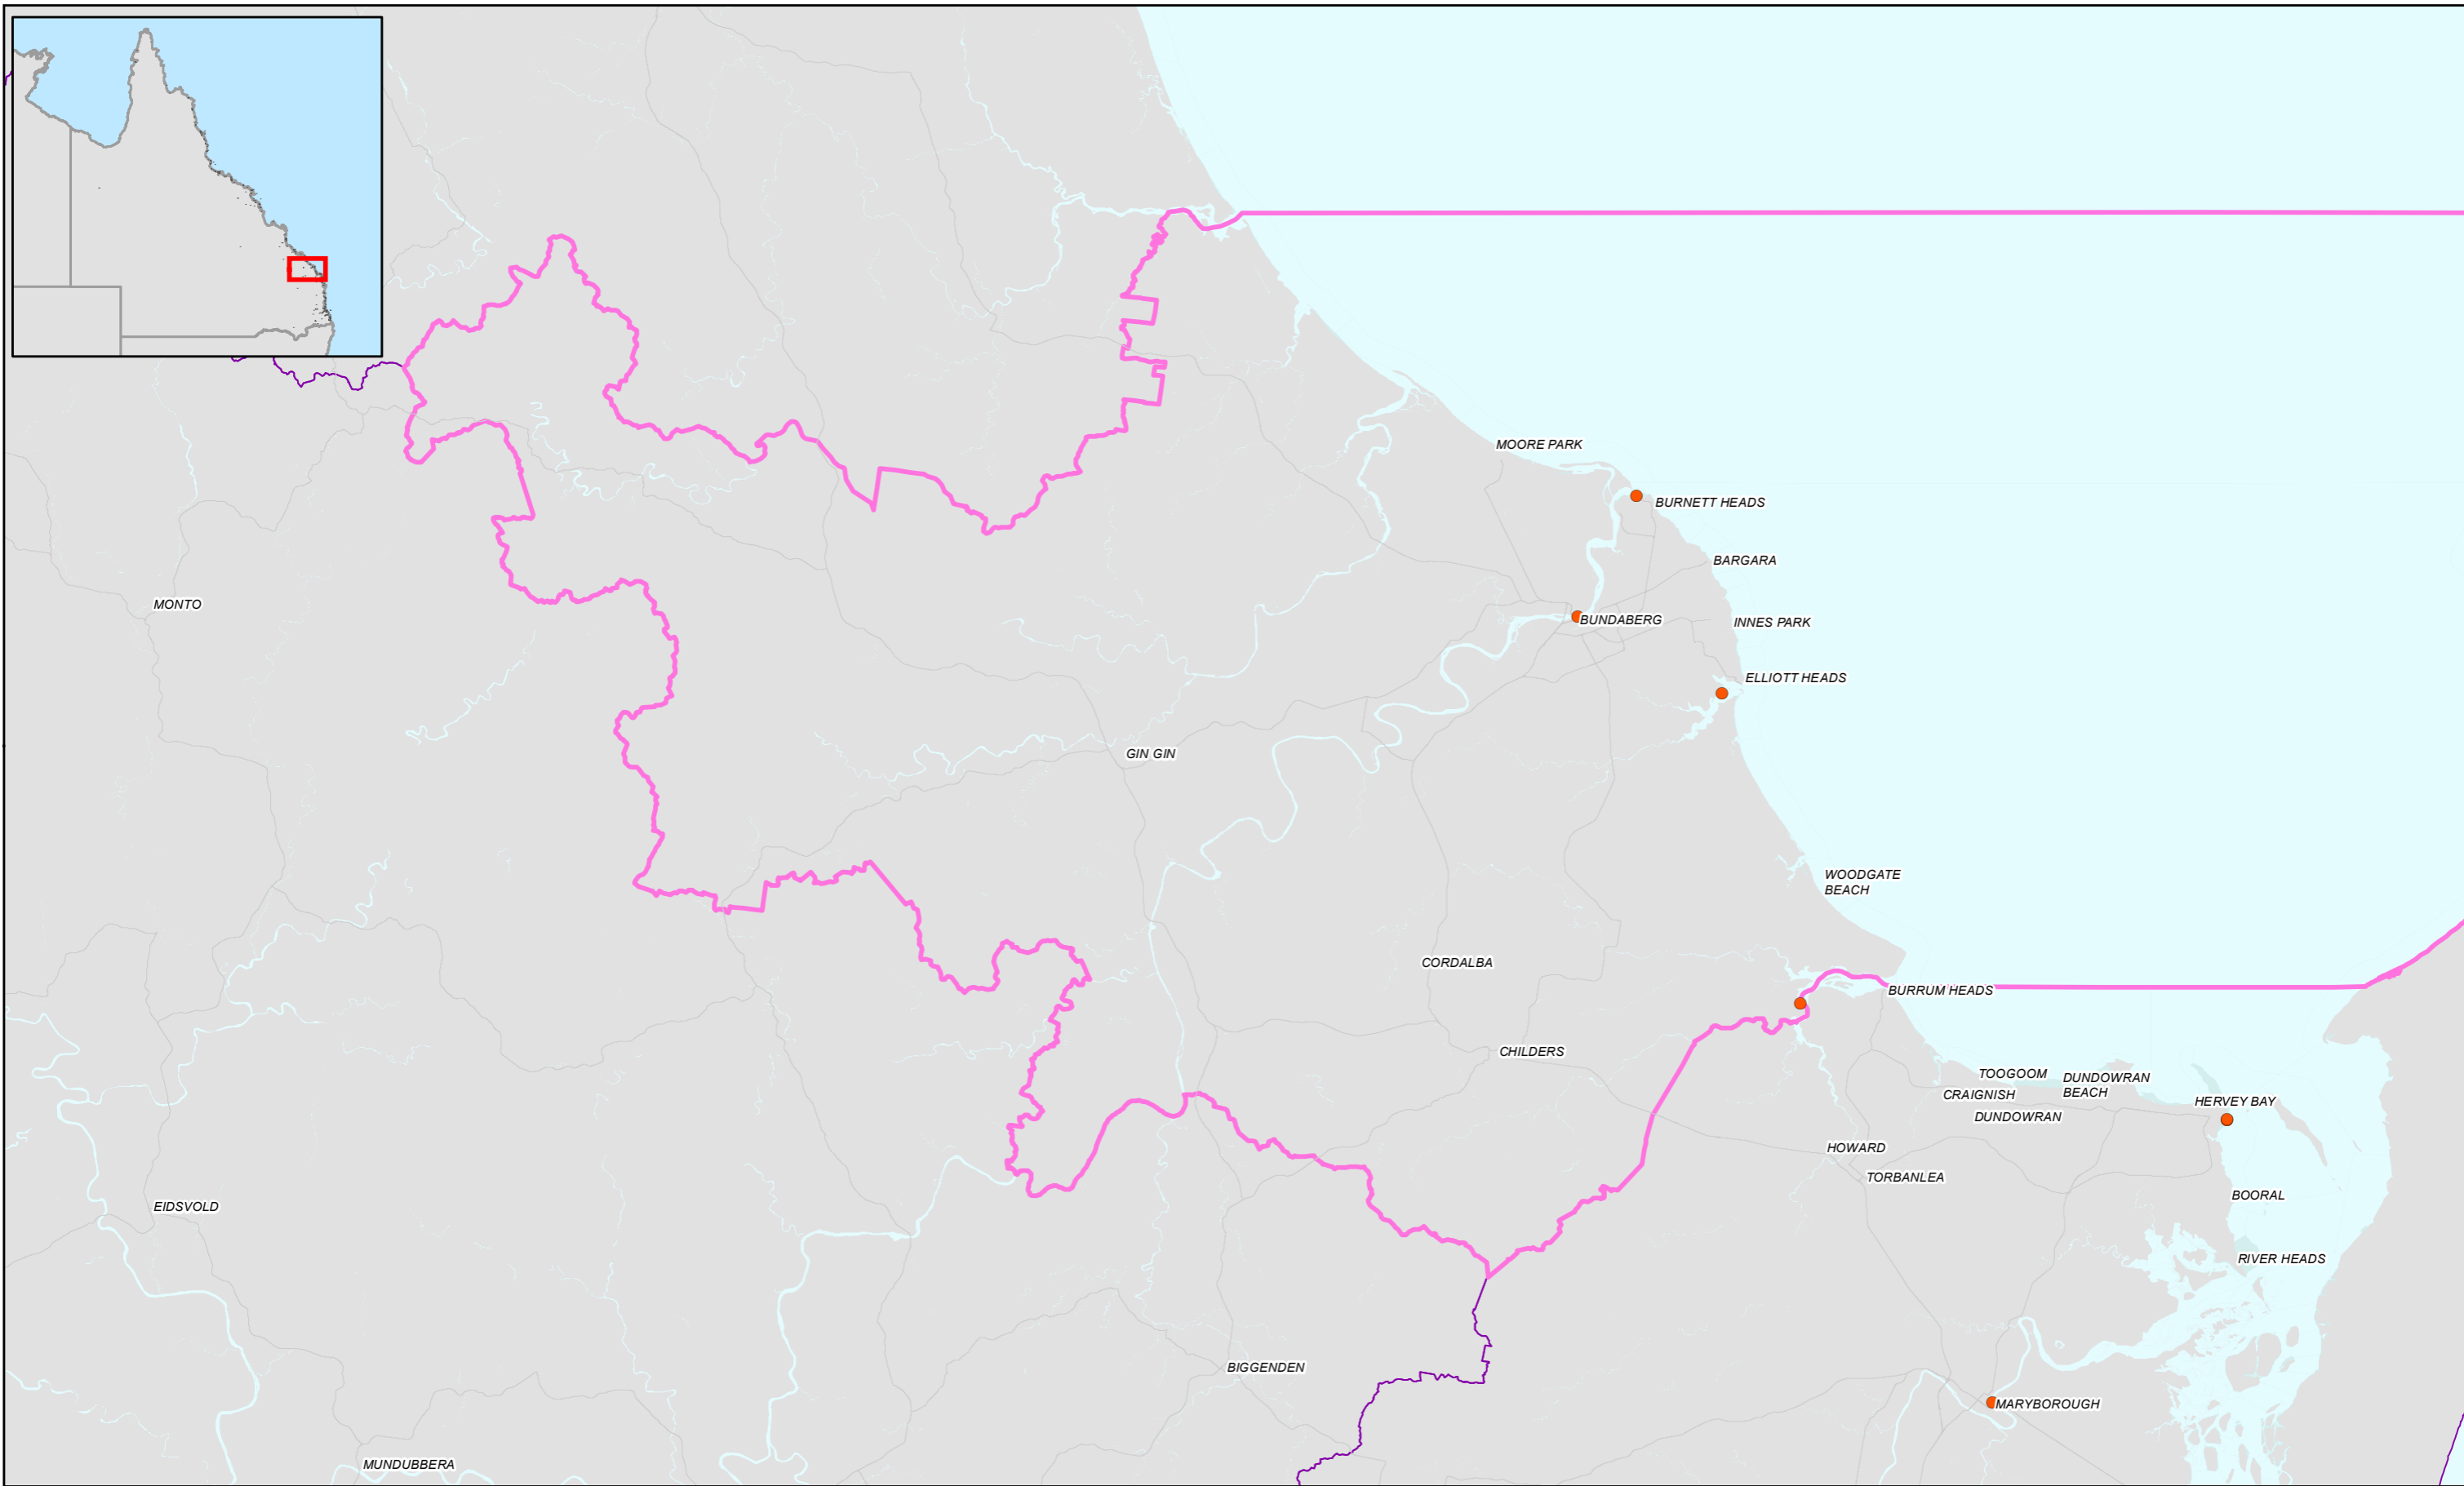 MOORE PARK
BURNETT HEADS
BARGARA
MONTO
BUNDABERG
INNES PARK
ELLIOTT HEADS
GIN GIN
WOODGATE
BEACH
CORDALBA
BURRUM HEADS
CHILDERS
TOOGOOM
DUNDOWRAN
BEACH
CRAIGNISH
HERVEY BAY
DUNDOWRAN
HOWARD
TORBANLEA
BOORAL
EIDSVOLD
RIVER HEADS
BIGGENDEN
MARYBOROUGH
MUNDUBBERA